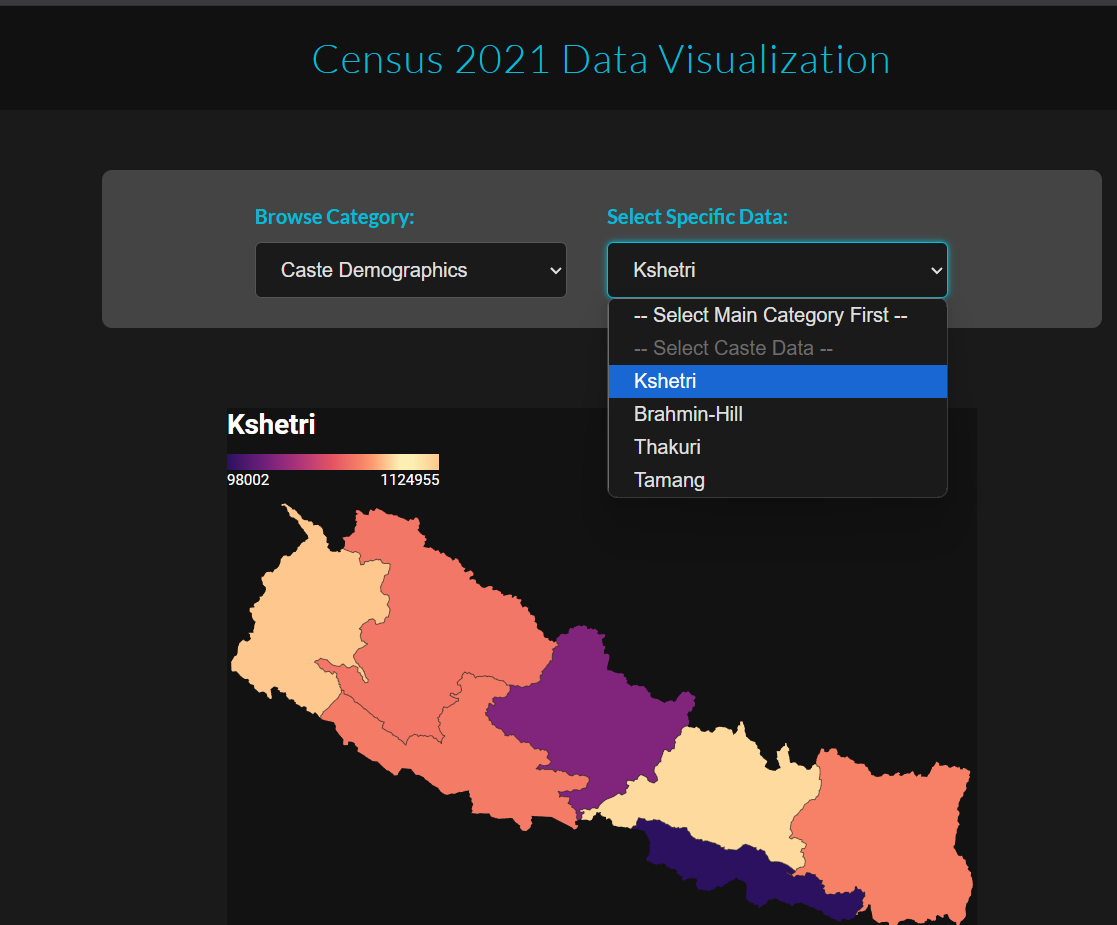 Census 2021 Data Visualization
Browse Category:
Caste Demographics
Select Specific Data:
Kshetri
-- Select Main Category First --
-- Select Caste Data --
Kshetri
Brahmin-Hill
Thakuri
Tamang
Kshetri
98002 1124955